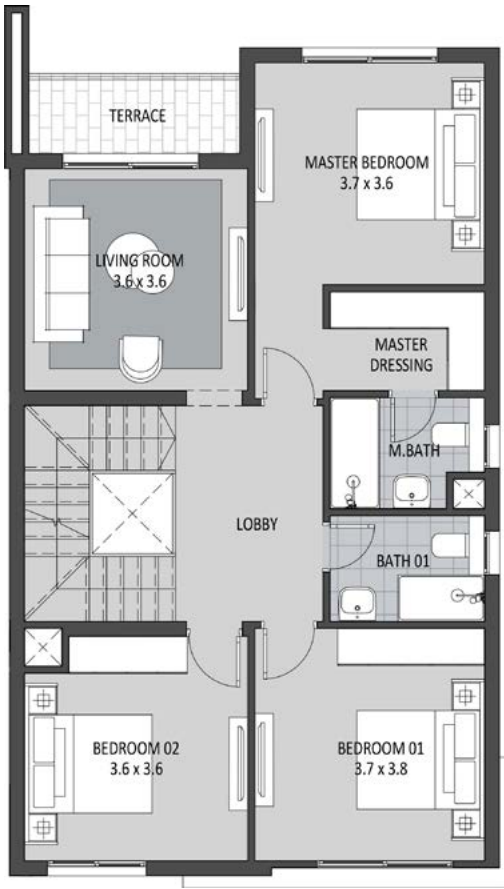 TERRACE
MASTER BEDROOM
3.7 x 3.6
LIVING ROOM
3.6 x 3.6
MASTER
DRESSING
M.BATH
LOBBY
BATH 01
BEDROOM 02
3.6 x 3.6
BEDROOM 01
3.7 x 3.8